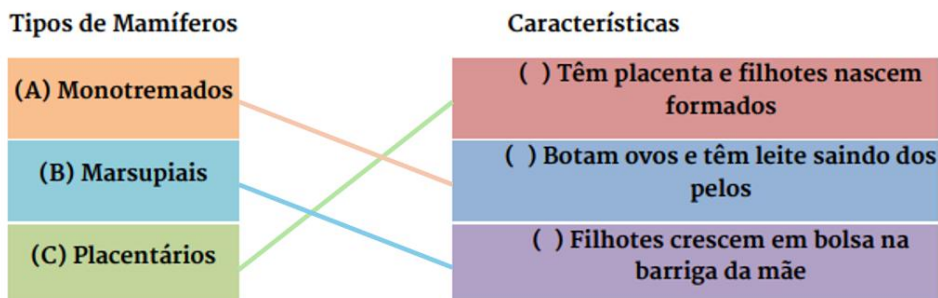 Tipos de Mamíferos
Características
(A) Monotremados
( ) Têm placenta e filhotes nascem
formados
(B) Marsupiais
( ) Botam ovos e têm leite saindo dos
pelos
(C) Placentários
( ) Filhotes crescem em bolsa na
barriga da mãe